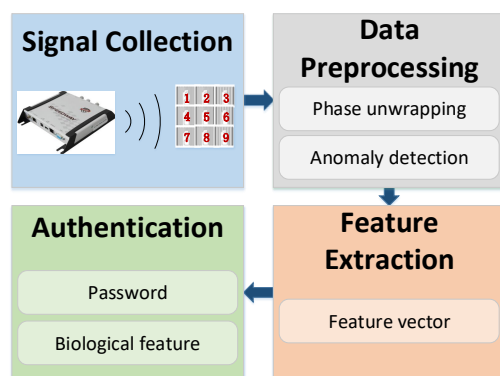 Signal Collection
1 2 3
4 5 6
7 8 9
Data
Preprocessing
Phase unwrapping
Anomaly detection
Authentication
Password
Biological feature
Feature
Extraction
Feature vector